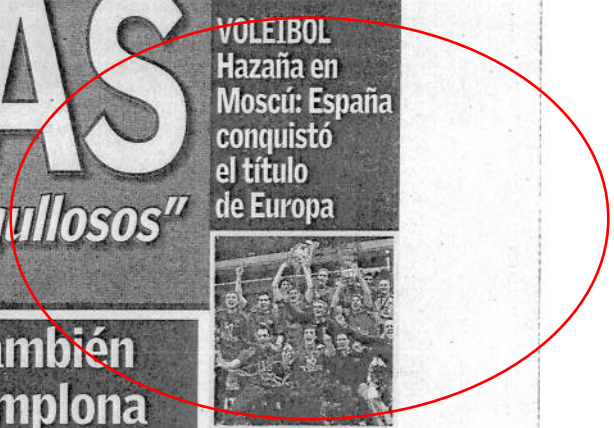 AS
VOLEIBOL
Hazaña en
Moscú: España
conquistó
el título
de Europa
ullosos”
ambién
mplona